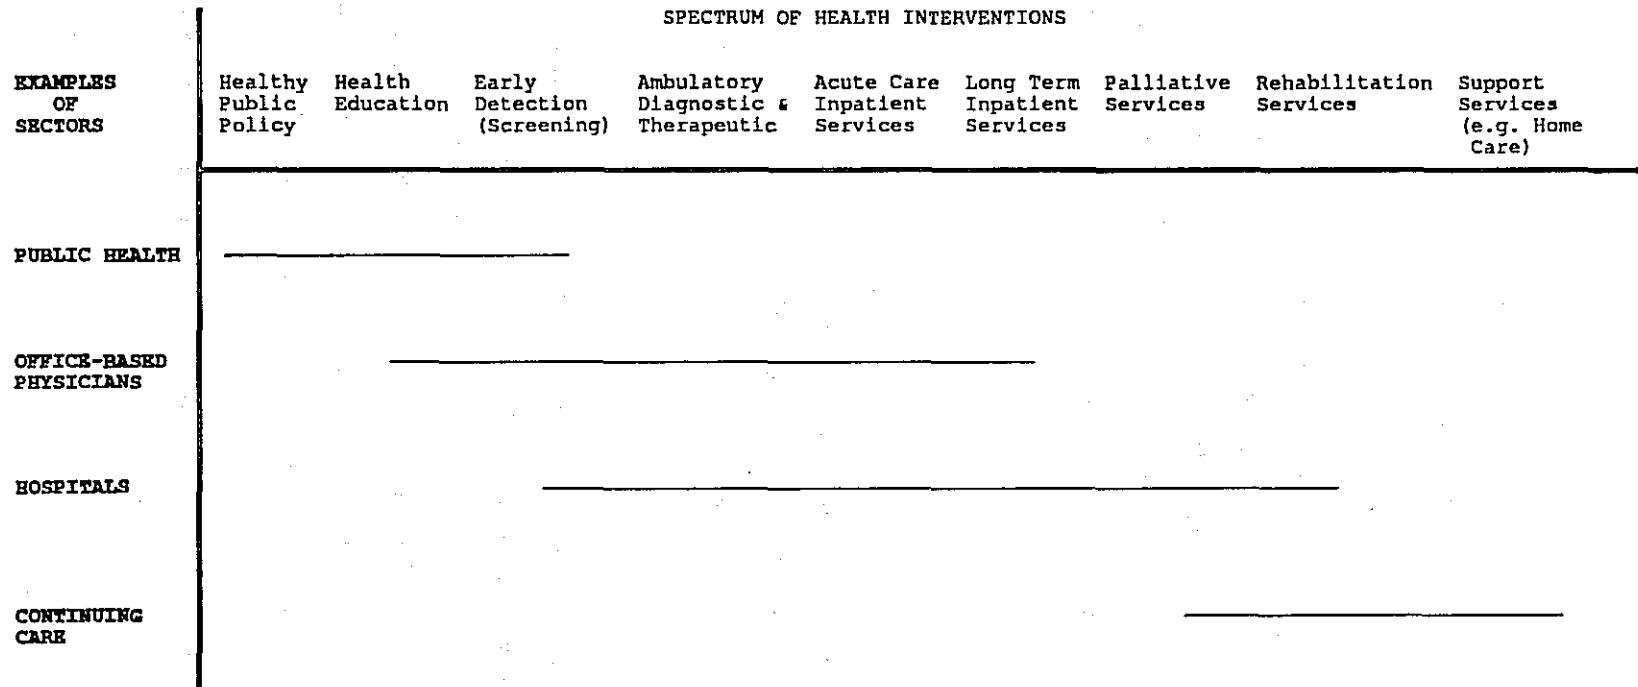 SPECTRUM OF HEALTH INTERVENTIONS
EXAMPLES
OF
SECTORS
Healthy
Public
Policy
Health
Education
Early
Detection
(Screening)
Ambulatory
Diagnostic &
Therapeutic
Acute Care
Inpatient
Services
Long Term
Inpatient
Services
Palliative
Services
Rehabilitation
Services
Support
Services
(e.g. Home
Care)
PUBLIC HEALTH
OFFICE-BASED
PHYSICIANS
HOSPITALS
CONTINUING
CARE